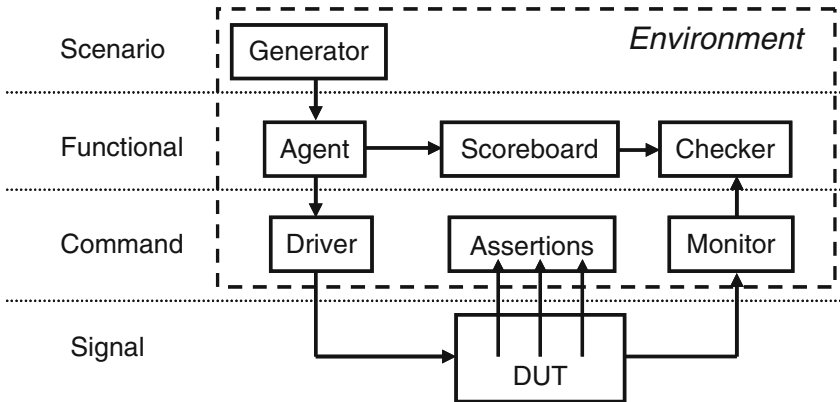 Scenario
Generator
Environment
Functional
Agent
Scoreboard
Checker
Command
Driver
Assertions
Monitor
Signal
DUT